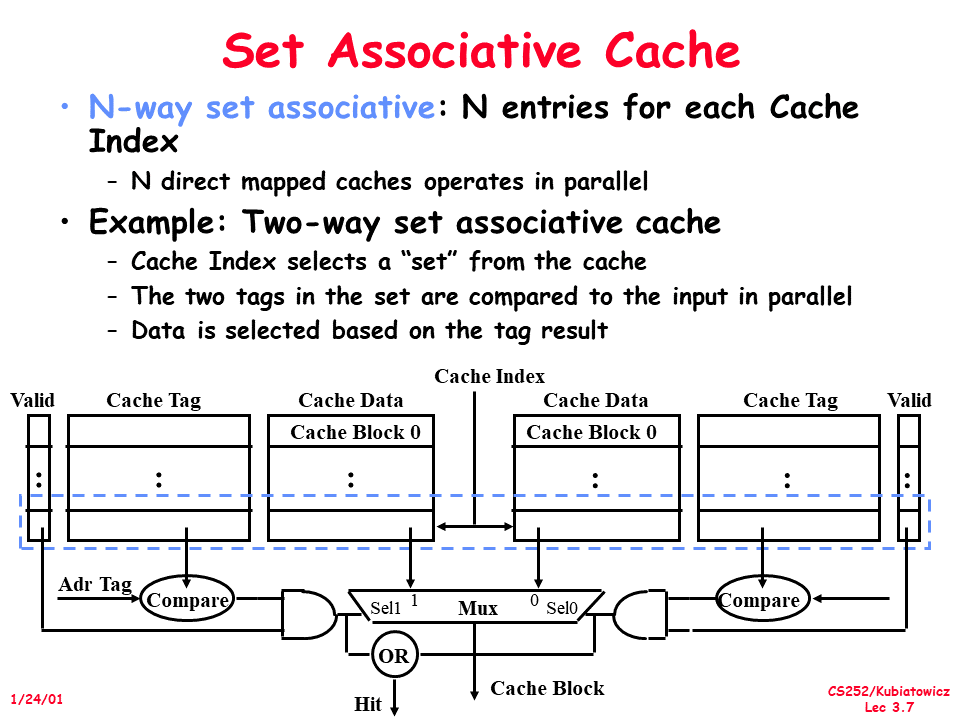 Set Associative Cache
• N-way set associative: N entries for each Cache
Index
– N direct mapped caches operates in parallel
• Example: Two-way set associative cache
– Cache Index selects a “set” from the cache
– The two tags in the set are compared to the input in parallel
– Data is selected based on the tag result
Cache Index
Valid Cache Tag Cache Data Cache Data Cache Tag Valid
Cache Block 0 Cache Block 0
: : : : : :
Adr Tag
Compare Sel1 1 Mux 0 Sel0 Compare
OR
Hit
Cache Block
1/24/01
CS252/Kubiatowicz
Lec 3.7